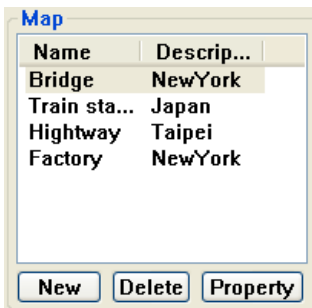 Map
Name Descrip...
Bridge NewYork
Train sta... Japan
Hightway Taipei
Factory NewYork
New Delete Property